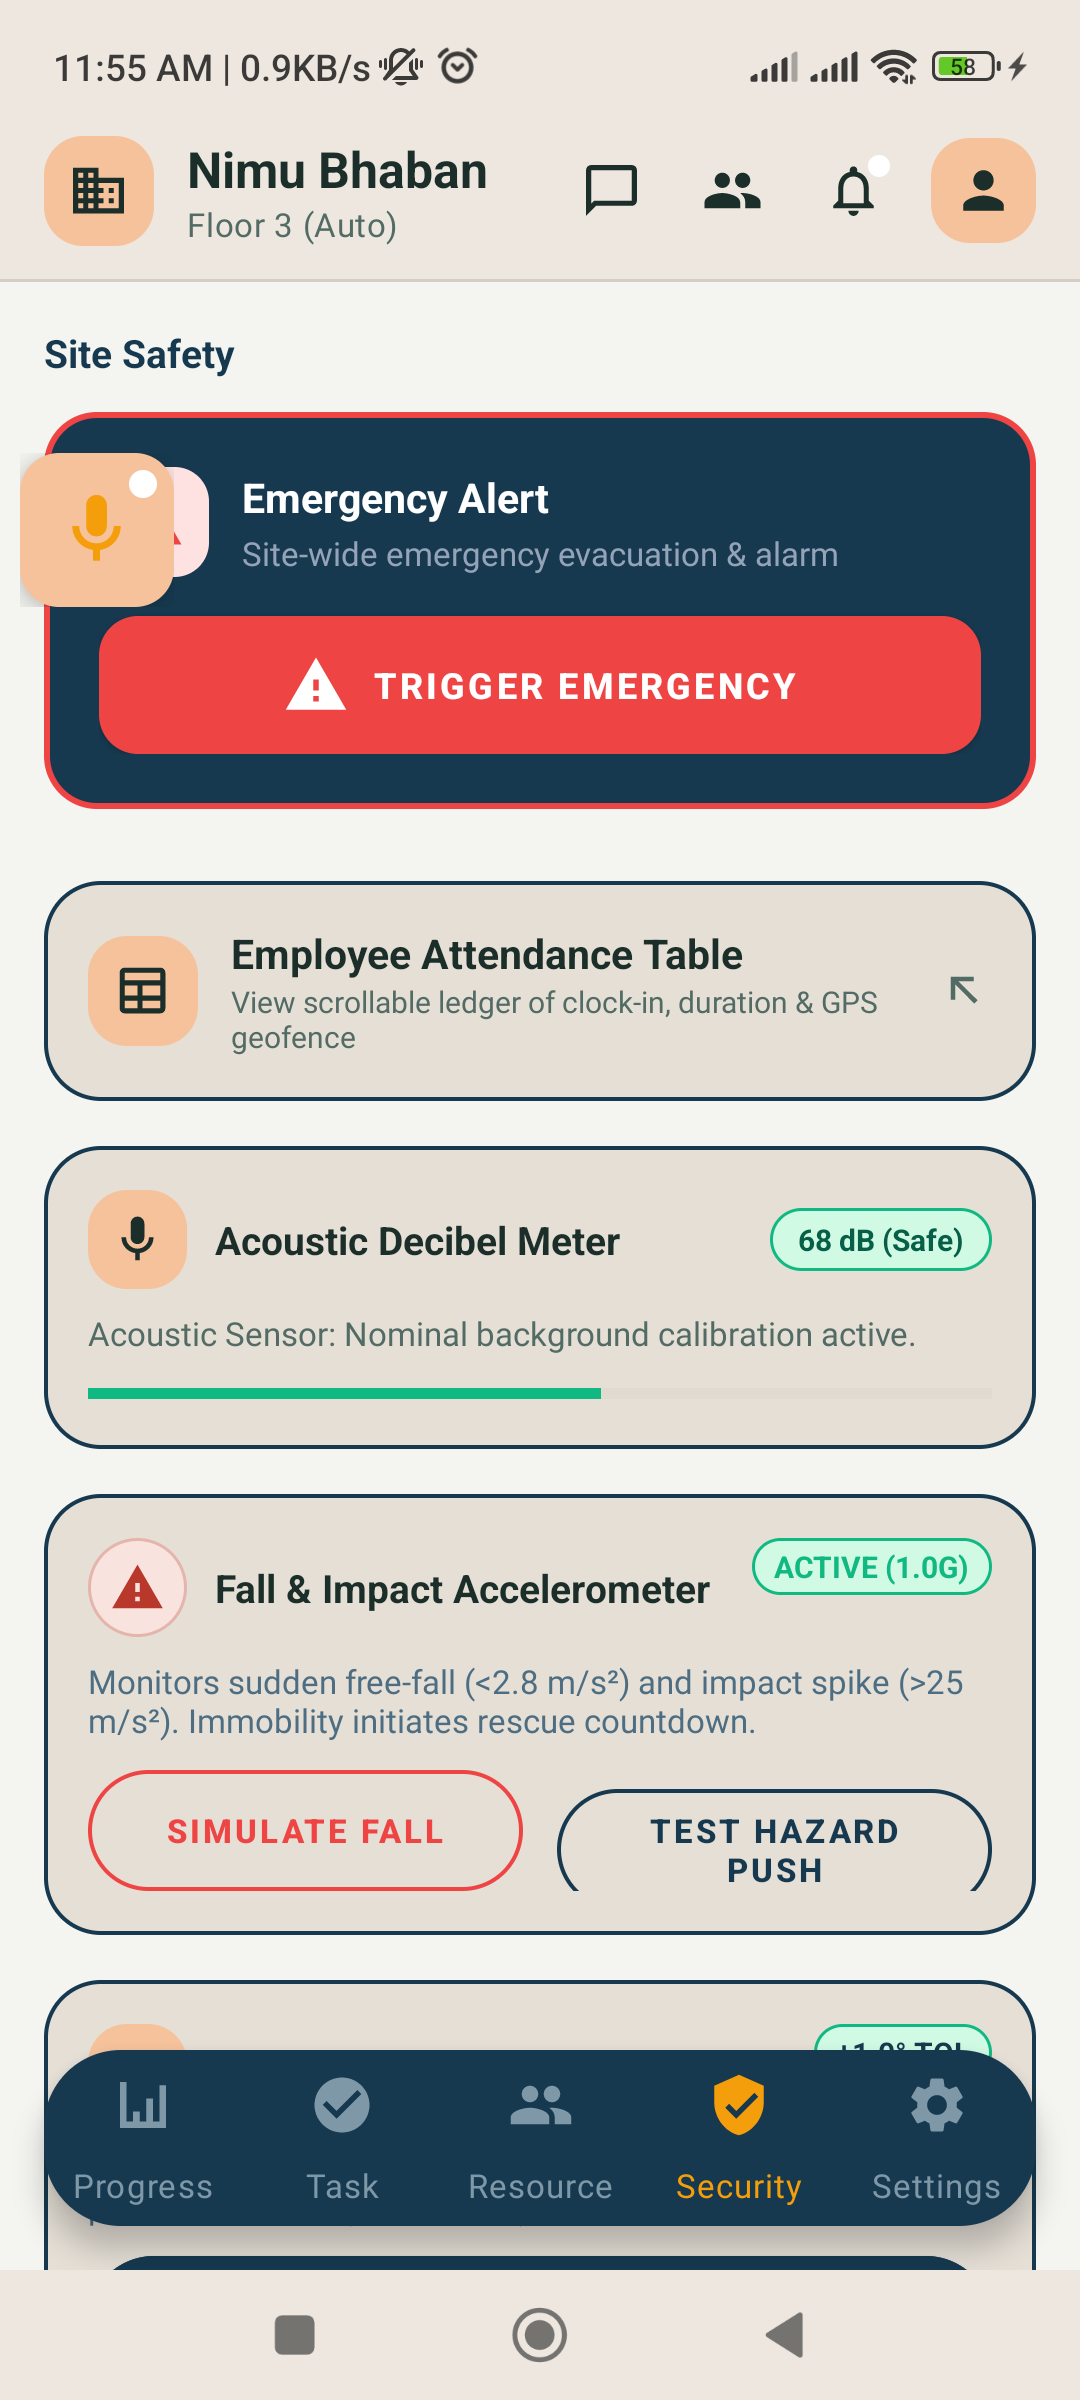 11:55 AM | 0.9KB/s
58
Nimu Bhaban
Floor 3 (Auto)
Site Safety
Emergency Alert
Site-wide emergency evacuation & alarm
TRIGGER EMERGENCY
Employee Attendance Table
View scrollable ledger of clock-in, duration & GPS
geofence
Acoustic Decibel Meter
68 dB (Safe)
Acoustic Sensor: Nominal background calibration active.
Fall & Impact Accelerometer
ACTIVE (1.0G)
Monitors sudden free-fall (<2.8 m/s²) and impact spike (>25
m/s²). Immobility initiates rescue countdown.
SIMULATE FALL
TEST HAZARD
PUSH
Progress
Task
Resource
Security
Settings